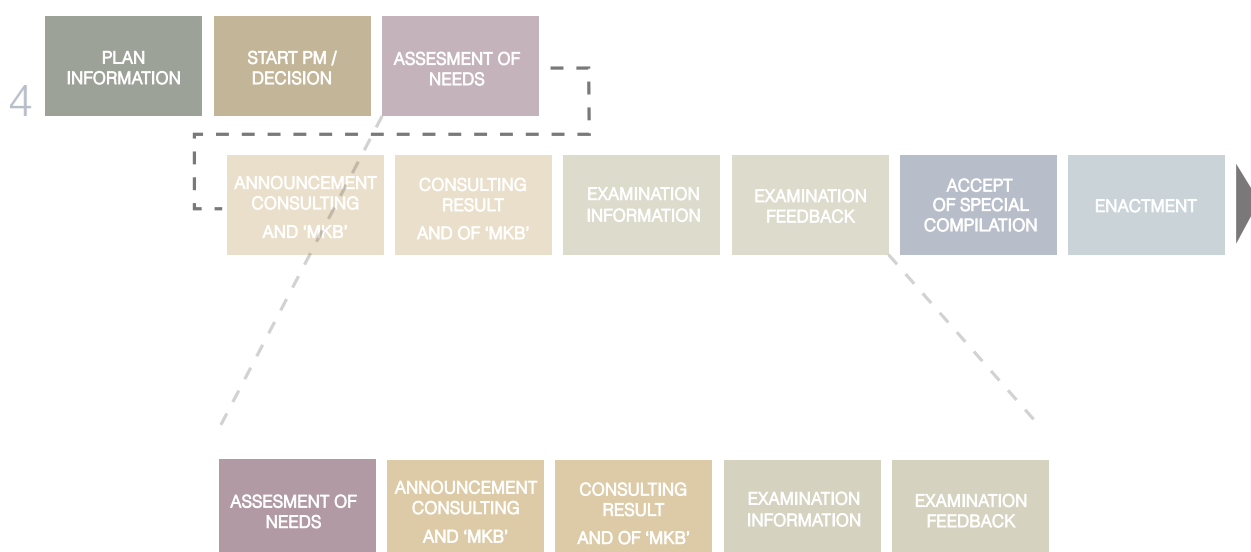 4
PLAN
INFORMATION
START PM /
DECISION
ASSESMENT OF
NEEDS
ANNOUNCEMENT
CONSULTING
AND 'MKB'
CONSULTING
RESULT
AND OF 'MKB'
EXAMINATION
INFORMATION
EXAMINATION
FEEDBACK
ACCEPT
OF SPECIAL
COMPILATION
ENACTMENT
ASSESMENT OF
NEEDS
ANNOUNCEMENT
CONSULTING
AND 'MKB'
CONSULTING
RESULT
AND OF 'MKB'
EXAMINATION
INFORMATION
EXAMINATION
FEEDBACK